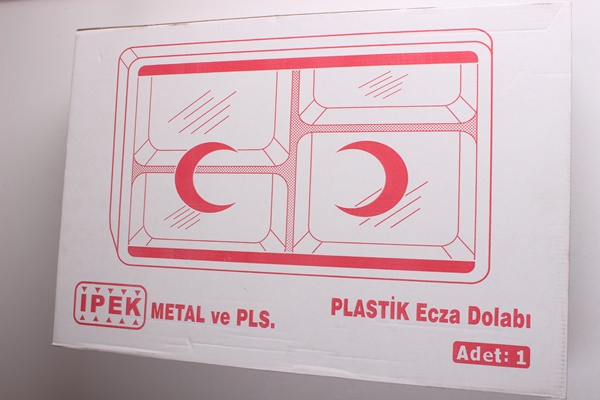 İPEK METAL ve PLS.
PLASTİK Ecza Dolabı
Adet: 1